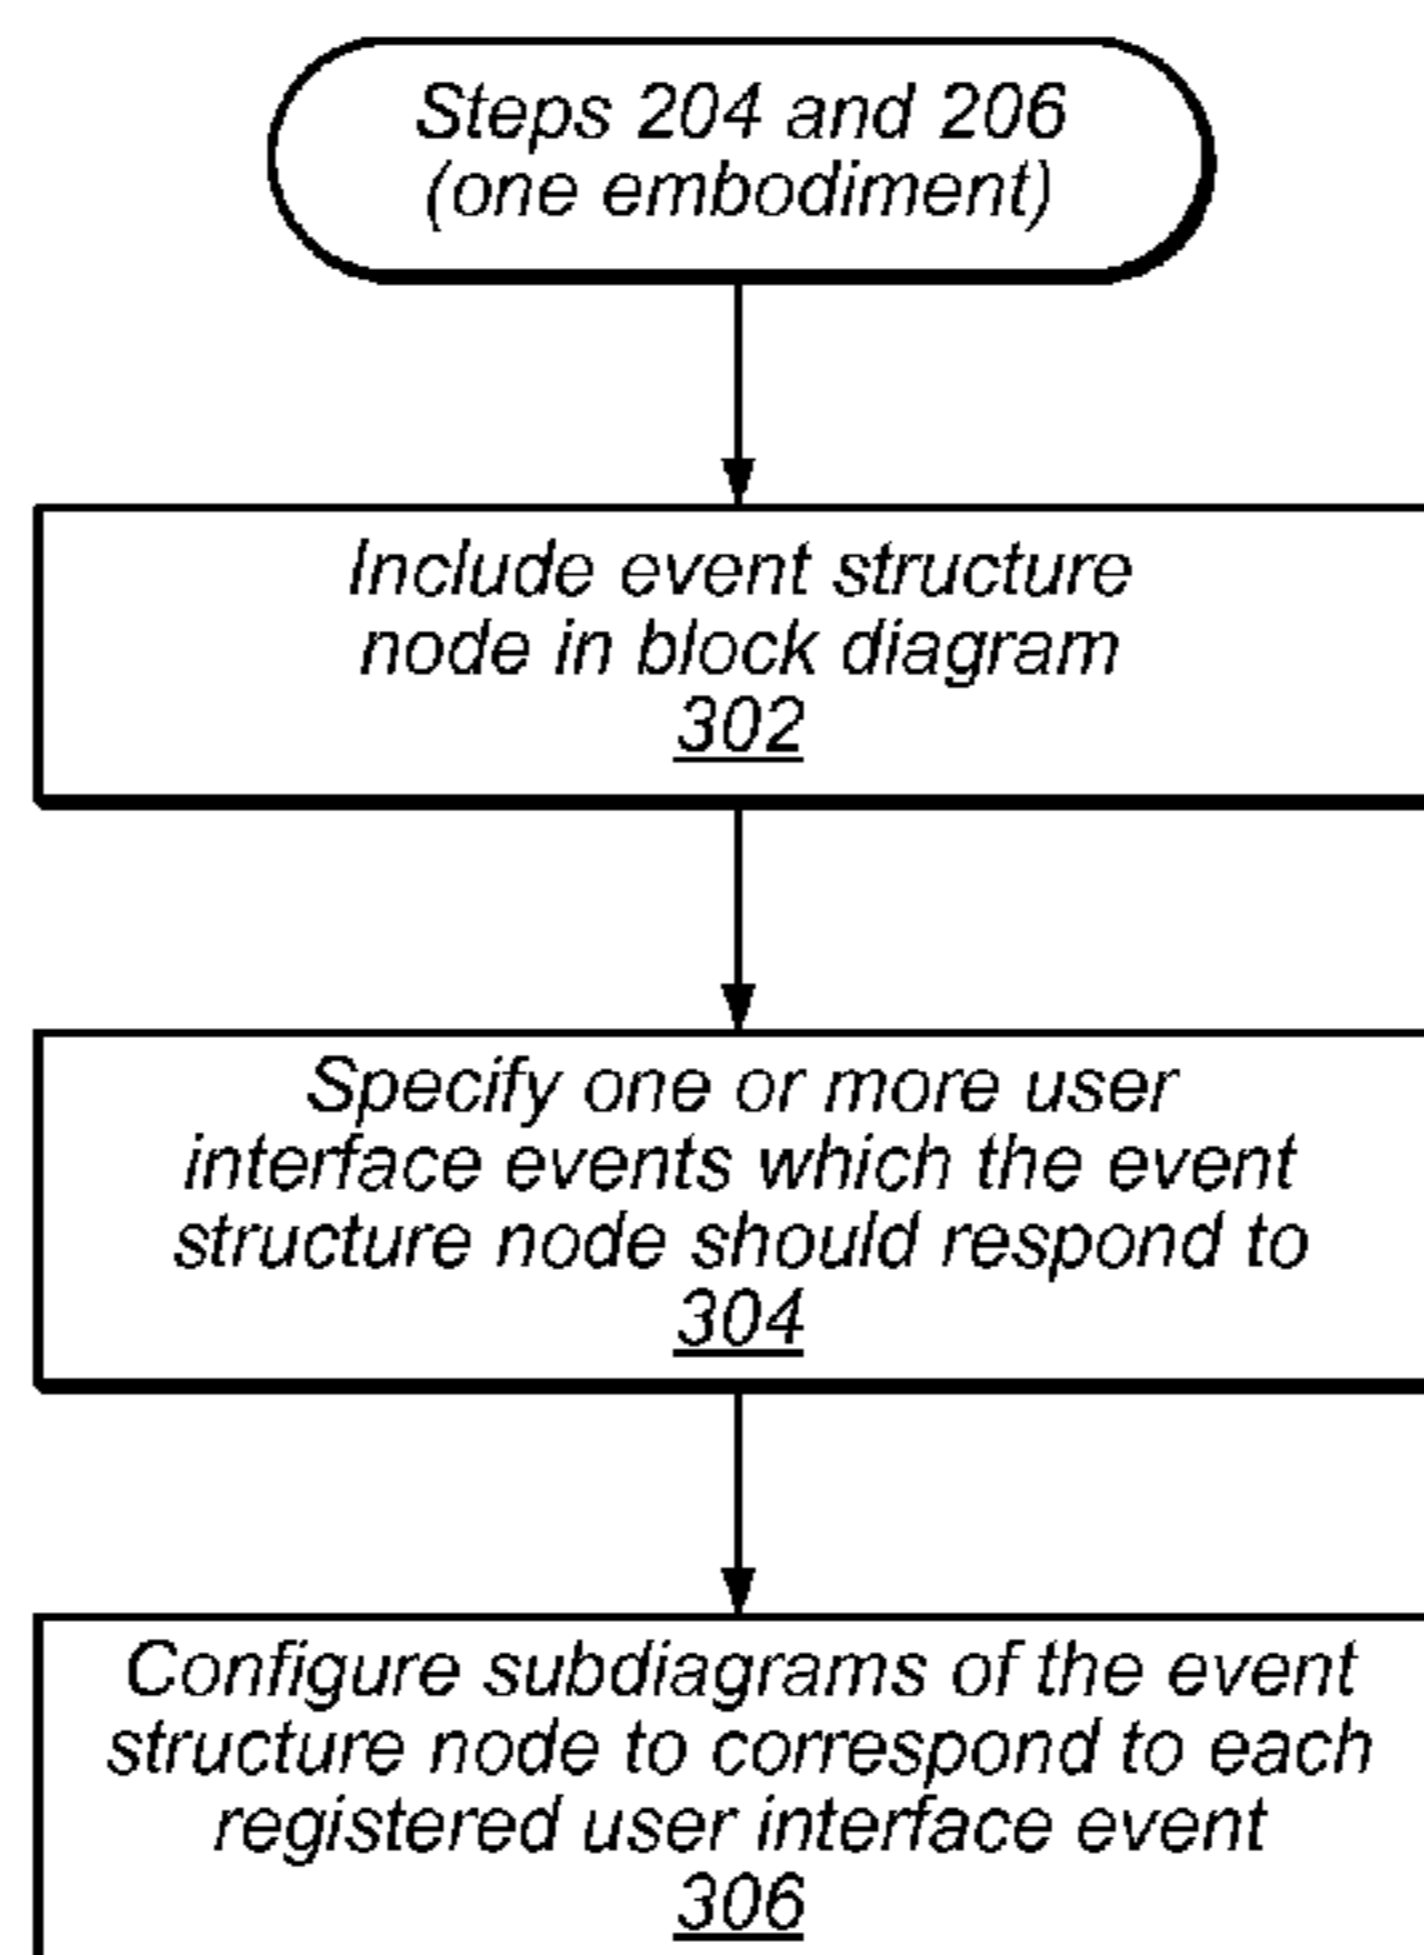 Steps 204 and 206
(one embodiment)
Include event structure
node in block diagram
302
Specify one or more user
interface events which the event
structure node should respond to
304
Configure subdiagrams of the event
structure node to correspond to each
registered user interface event
306